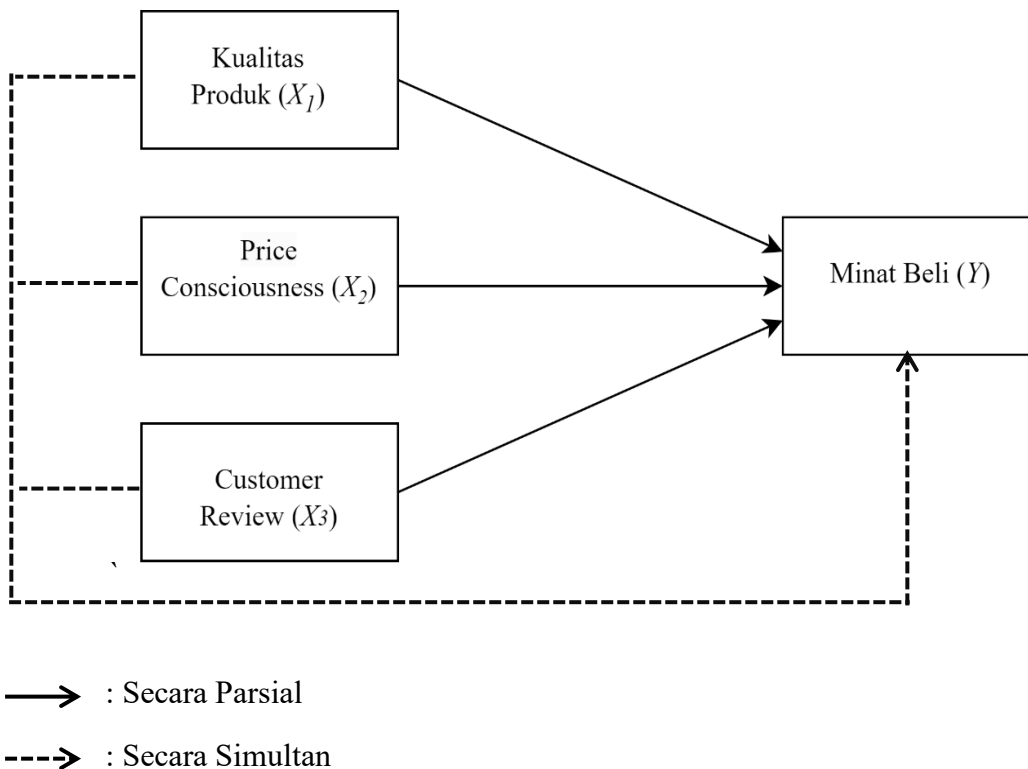 Kualitas
Produk (X1)
Price
Consciousness (X2)
Minat Beli (Y)
Customer
Review (X3)
`
: Secara Parsial
: Secara Simultan